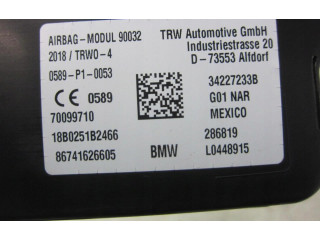 AIRBAG-MODUL 90032
2018 / TRWO-4
0589-P1-0053
CE 0589
70099710
18B0251B2466
86741626605
TRW Automotive GmbH
Industriestrasse 20
D-73553 Alfdorf
34227233B
G01 NAR
MEXICO
286819
BMW
L0448915